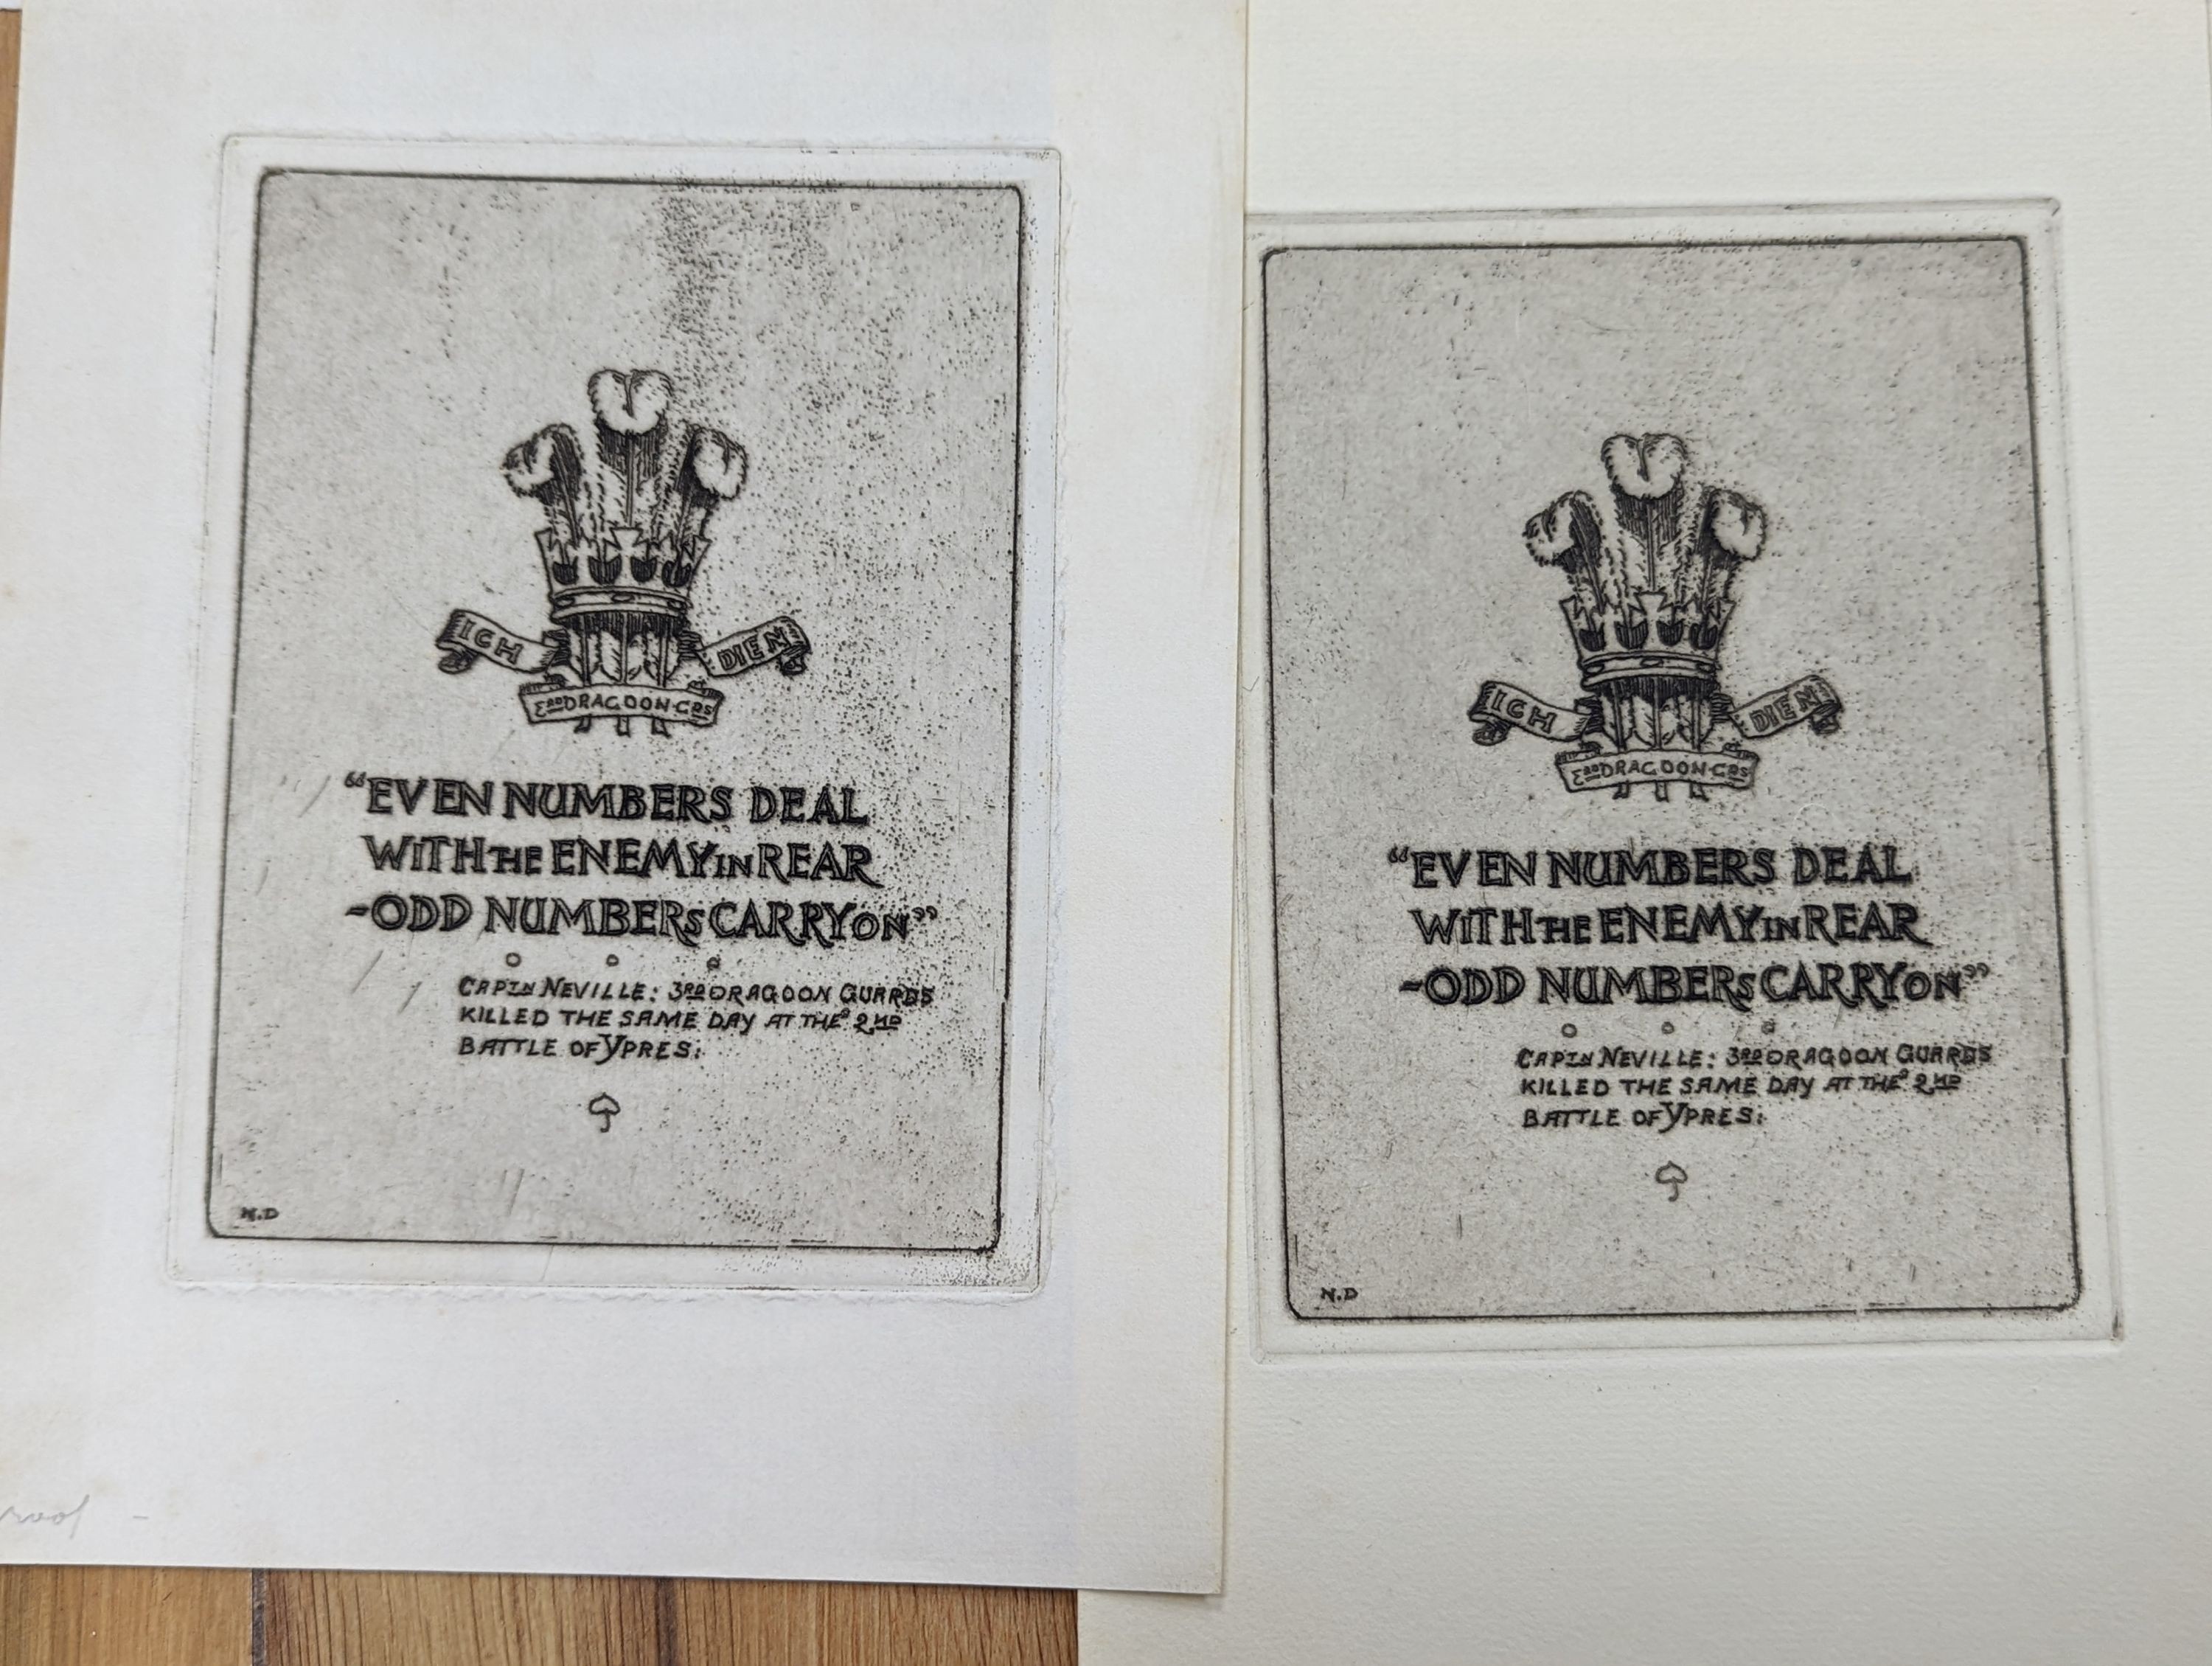 ICH DIEN
3RD DRAGOON·GDS
“EVEN NUMBERS DEAL
WITH THE ENEMY IN REAR
-ODD NUMBERS CARRY ON”
CAPTN NEVILLE: 3RD DRAGOON GUARDS
KILLED THE SAME DAY AT THE 2ND
BATTLE OF YPRES:
N.D
roof -
ICH DIEN
3RD DRAGOON·GDS
“EVEN NUMBERS DEAL
WITH THE ENEMY IN REAR
-ODD NUMBERS CARRY ON”
CAPTN NEVILLE: 3RD DRAGOON GUARDS
KILLED THE SAME DAY AT THE 2ND
BATTLE OF YPRES:
N.D